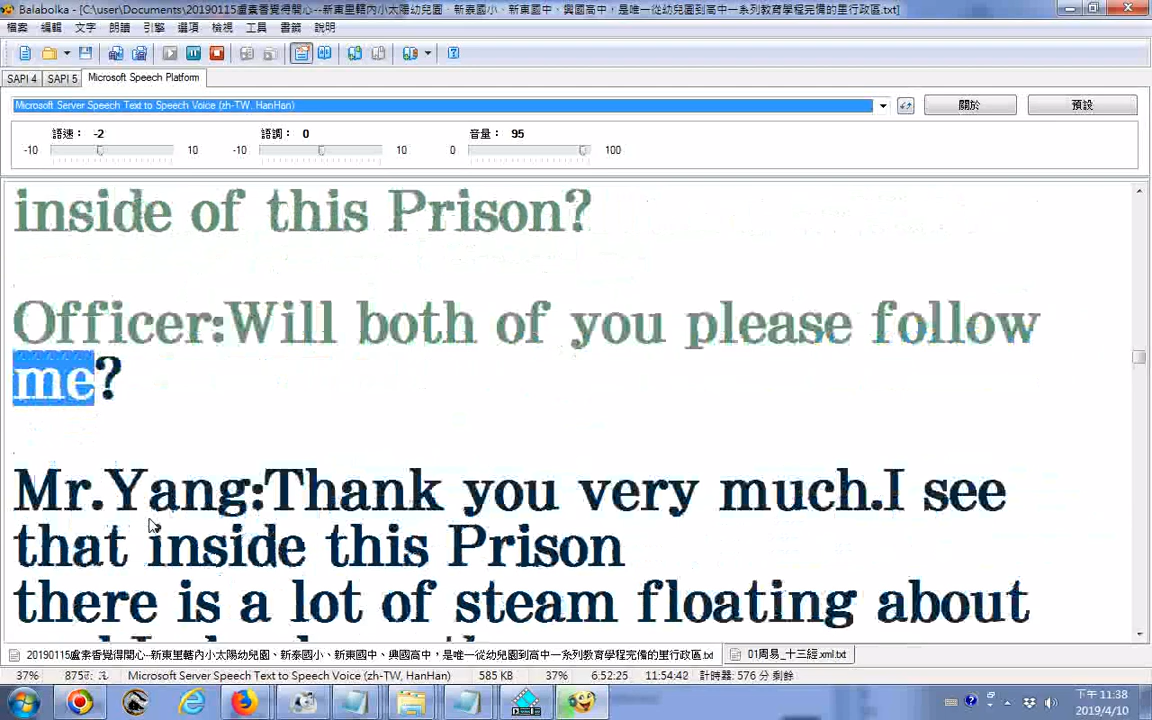 Balabolka - [C:\user\Documents\20190115盧素香覺得開心--新東里轄內小太陽幼兒園、新泰國小、新東國中、興國高中，是唯一從幼兒園到高中一系列教育學程完備的里行政區.txt]
檔案 編輯 文字 朗讀 引擎 選項 檢視 工具 書籤 說明
SAPI 4 SAPI 5 Microsoft Speech Platform
Microsoft Server Speech Text to Speech Voice (zh-TW, HanHan) 關於 預設
語速： -2 語調： 0 音量： 95
-10 10 -10 10 0 100
inside of this Prison?
Officer:Will both of you please follow
me?
Mr.Yang:Thank you very much.I see
that inside this Prison
there is a lot of steam floating about
20190115盧素香覺得開心--新東里轄內小太陽幼兒園、新泰國小、新東國中、興國高中，是唯一從幼兒園到高中一系列教育學程完備的里行政區.txt 01周易_十三經.xml.txt
37% Microsoft Server Speech Text to Speech Voice (zh-TW, HanHan) 585 KB 37% 6:52:25 11:54:42 計時器: 576 分 剩餘
下午 11:38
2019/4/10